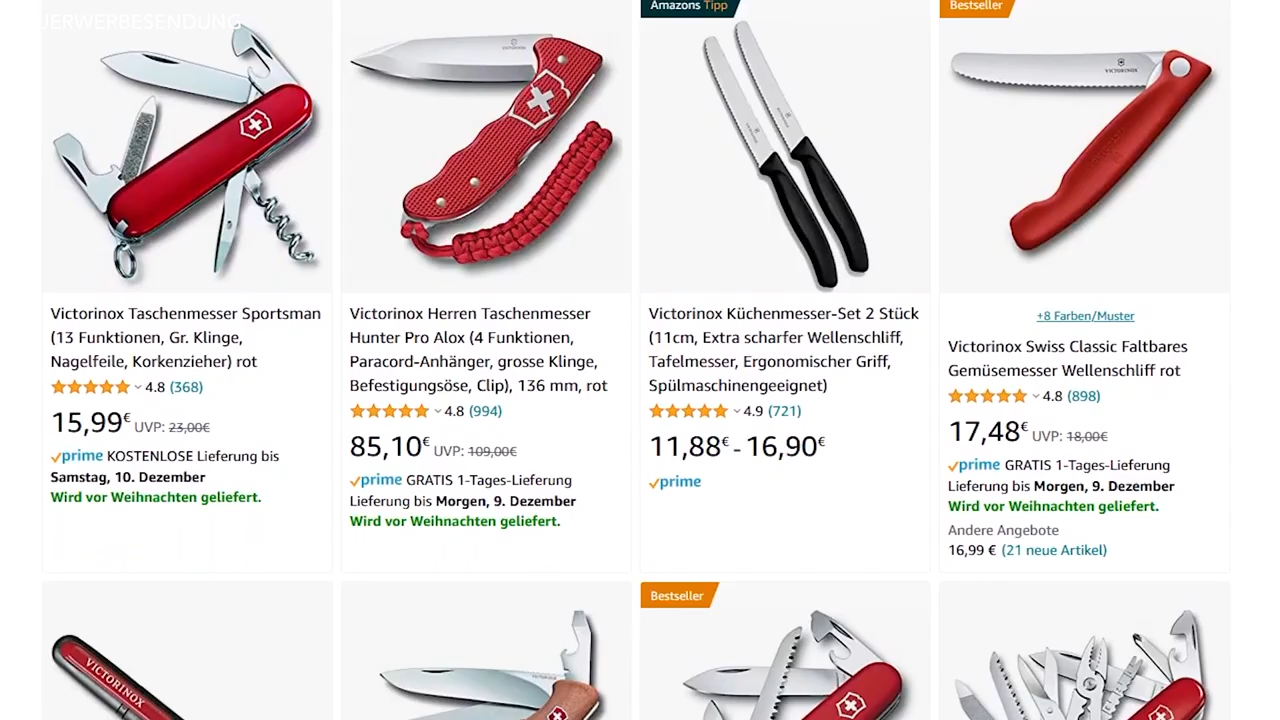 UERWERBESENDUNG
Amazons Tipp
Bestseller
VICTORINOX
Victorinox Taschenmesser Sportsman
(13 Funktionen, Gr. Klinge,
Nagelfeile, Korkenzieher) rot
4.8 (368)
15,99€ UVP: 23,00€
prime KOSTENLOSE Lieferung bis
Samstag, 10. Dezember
Wird vor Weihnachten geliefert.
Victorinox Herren Taschenmesser
Hunter Pro Alox (4 Funktionen,
Paracord-Anhänger, grosse Klinge,
Befestigungsöse, Clip), 136 mm, rot
4.8 (994)
85,10€ UVP: 109,00€
prime GRATIS 1-Tages-Lieferung
Lieferung bis Morgen, 9. Dezember
Wird vor Weihnachten geliefert.
Victorinox Küchenmesser-Set 2 Stück
(11cm, Extra scharfer Wellenschliff,
Tafelmesser, Ergonomischer Griff,
Spülmaschinengeeignet)
4.9 (721)
11,88€ - 16,90€
prime
+8 Farben/Muster
Victorinox Swiss Classic Faltbares
Gemüsemesser Wellenschliff rot
4.8 (898)
17,48€ UVP: 18,00€
prime GRATIS 1-Tages-Lieferung
Lieferung bis Morgen, 9. Dezember
Wird vor Weihnachten geliefert.
Andere Angebote
16,99 € (21 neue Artikel)
Bestseller
VICTORINOX